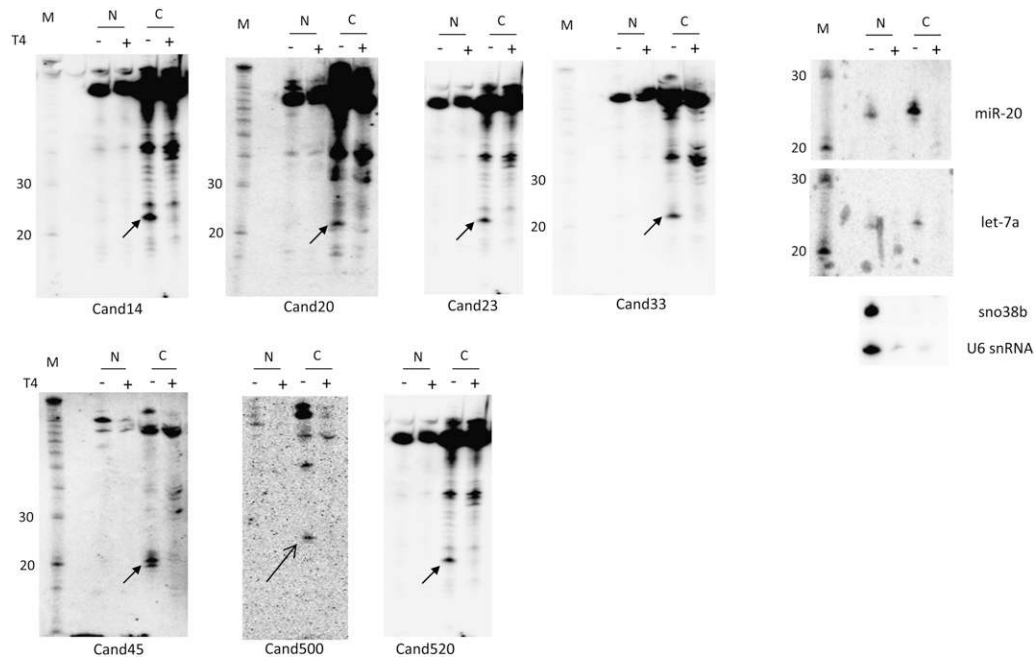 M N C M N C M N C M N C M N C
T4 - + - + - + - + - + - + - + - + - + - +
30 miR-20
20
30 30 30 30 let-7a
20 20 20 20 20
Cand14 Cand20 Cand23 Cand33
sno38b
U6 snRNA
M N C N C N C
T4 - + - + - + - + - + - +
30
20
Cand45 Cand500 Cand520